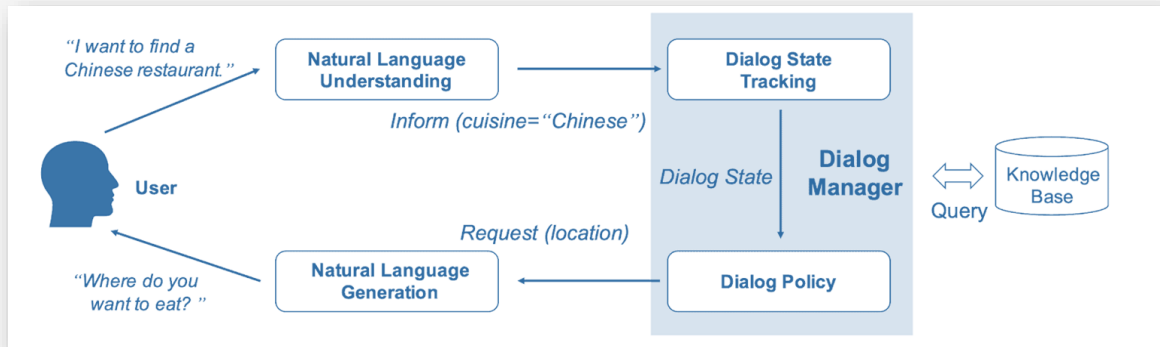 “I want to find a
Chinese restaurant.”
Natural Language
Understanding
Dialog State
Tracking
Inform (cuisine=“Chinese”)
User
Dialog State
Dialog
Manager
Query
Knowledge
Base
Request (location)
“Where do you
want to eat? ”
Natural Language
Generation
Dialog Policy